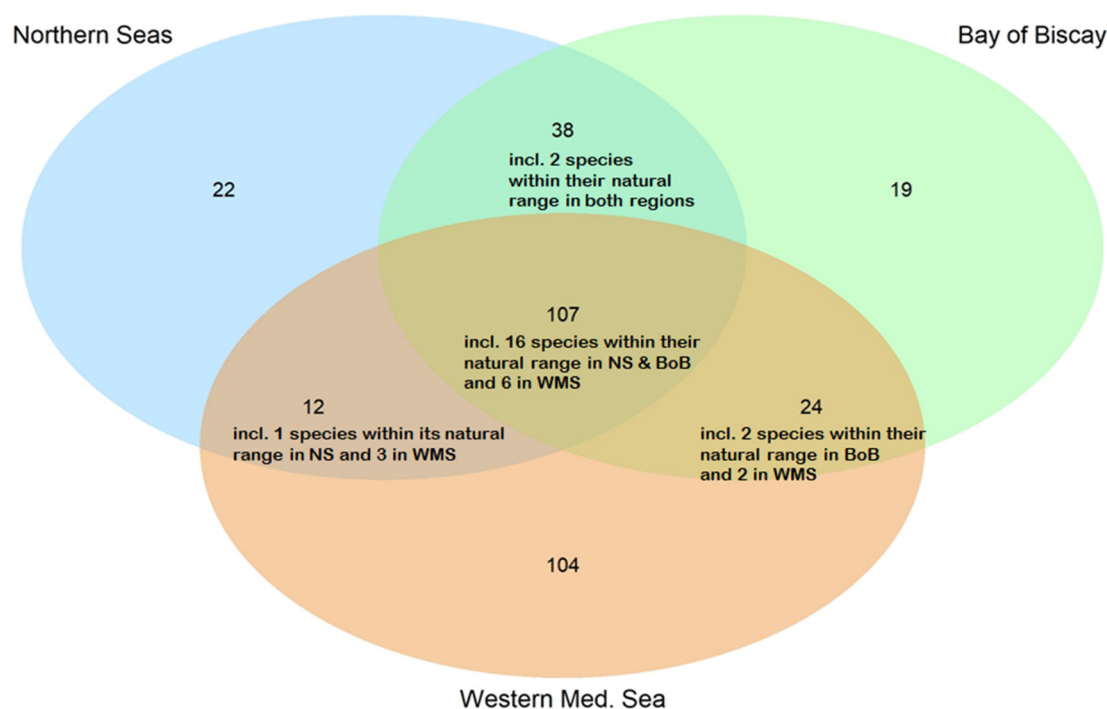 Northern Seas
Bay of Biscay
38
incl. 2 species
within their natural
range in both regions
22
19
107
incl. 16 species within their
natural range in NS & BoB
and 6 in WMS
12
incl. 1 species within its natural
range in NS and 3 in WMS
24
incl. 2 species within their
natural range in BoB
and 2 in WMS
104
Western Med. Sea